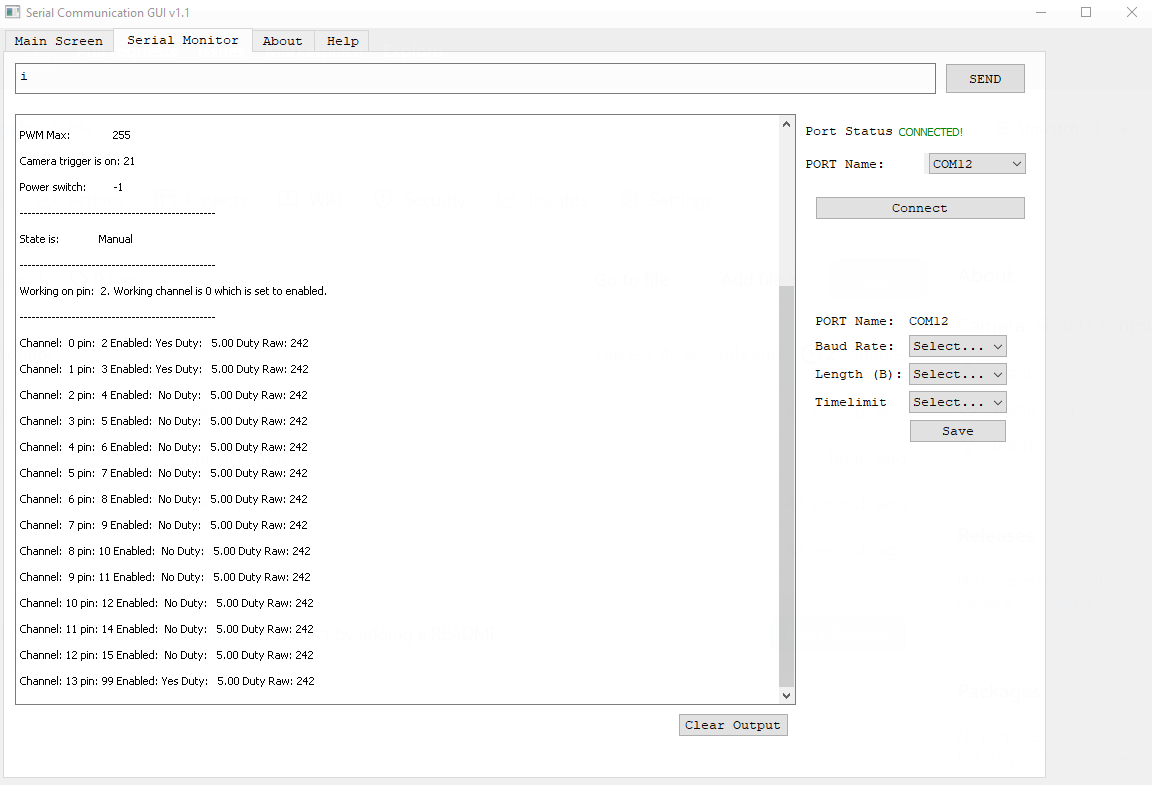 Serial Communication GUI v1.1
Main Screen Serial Monitor About Help
i SEND
PWM Max: 255
Camera trigger is on: 21
Power switch: -1
-------------------------------------------------
State is: Manual
-------------------------------------------------
Working on pin: 2. Working channel is 0 which is set to enabled.
-------------------------------------------------
Channel: 0 pin: 2 Enabled: Yes Duty: 5.00 Duty Raw: 242
Channel: 1 pin: 3 Enabled: Yes Duty: 5.00 Duty Raw: 242
Channel: 2 pin: 4 Enabled: No Duty: 5.00 Duty Raw: 242
Channel: 3 pin: 5 Enabled: No Duty: 5.00 Duty Raw: 242
Channel: 4 pin: 6 Enabled: No Duty: 5.00 Duty Raw: 242
Channel: 5 pin: 7 Enabled: No Duty: 5.00 Duty Raw: 242
Channel: 6 pin: 8 Enabled: No Duty: 5.00 Duty Raw: 242
Channel: 7 pin: 9 Enabled: No Duty: 5.00 Duty Raw: 242
Channel: 8 pin: 10 Enabled: No Duty: 5.00 Duty Raw: 242
Channel: 9 pin: 11 Enabled: No Duty: 5.00 Duty Raw: 242
Channel: 10 pin: 12 Enabled: No Duty: 5.00 Duty Raw: 242
Channel: 11 pin: 14 Enabled: No Duty: 5.00 Duty Raw: 242
Channel: 12 pin: 15 Enabled: No Duty: 5.00 Duty Raw: 242
Channel: 13 pin: 99 Enabled: Yes Duty: 5.00 Duty Raw: 242
Clear Output
Port Status CONNECTED!
PORT Name: COM12
Connect
PORT Name: COM12
Baud Rate: Select...
Length (B): Select...
Timelimit Select...
Save